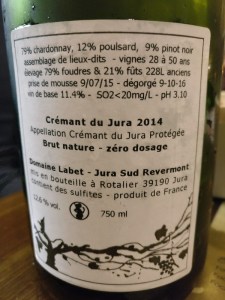 79% chardonnay, 12% poulsard, 9% pinot noir
assemblage de lieux-dits - vignes 28 à 50 ans
élevage 79% foudres & 21% fûts 228L anciens
prise de mousse 9/07/15 - dégorgé 9-10-16
vin de base 11.4% - SO2<20mg/L - pH 3.10
Crémant du Jura 2014
Appellation Crémant du Jura Protégée
Brut nature - zéro dosage
Domaine Labet - Jura Sud Revermont
mis en bouteille à Rotalier 39190 Jura
contient des sulfites - produit de France
12.6 % vol
750 ml